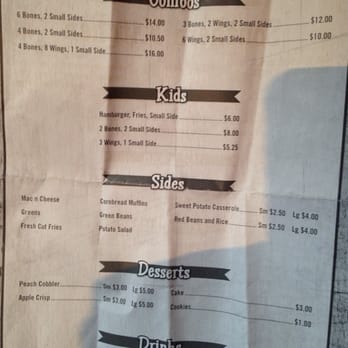 Combos
6 Bones, 2 Small Sides $14.00
4 Bones, 2 Small Sides $10.50
4 Bones, 8 Wings, 1 Small Side $16.00
3 Bones, 2 Wings, 2 Small Sides $12.00
6 Wings, 2 Small Sides $10.00
Kids
Hamburger, Fries, Small Side $6.00
2 Bones, 2 Small Sides $8.00
3 Wings, 1 Small Side $5.25
Sides
Mac n Cheese
Greens
Fresh Cut Fries
Cornbread Muffins
Green Beans
Potato Salad
Sweet Potato Casserole Sm $2.50 Lg $4.00
Red Beans and Rice Sm $2.50 Lg $4.00
Desserts
Peach Cobbler Sm $3.00 Lg $5.00
Apple Crisp Sm $3.00 Lg $5.00
Cake $3.00
Cookies $1.00
Drinks